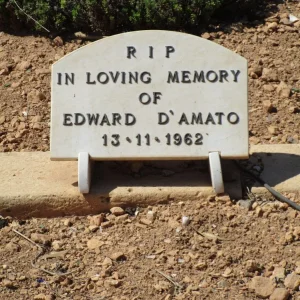 RIP
IN LOVING MEMORY
OF
EDWARD D'AMATO
13·11·1962